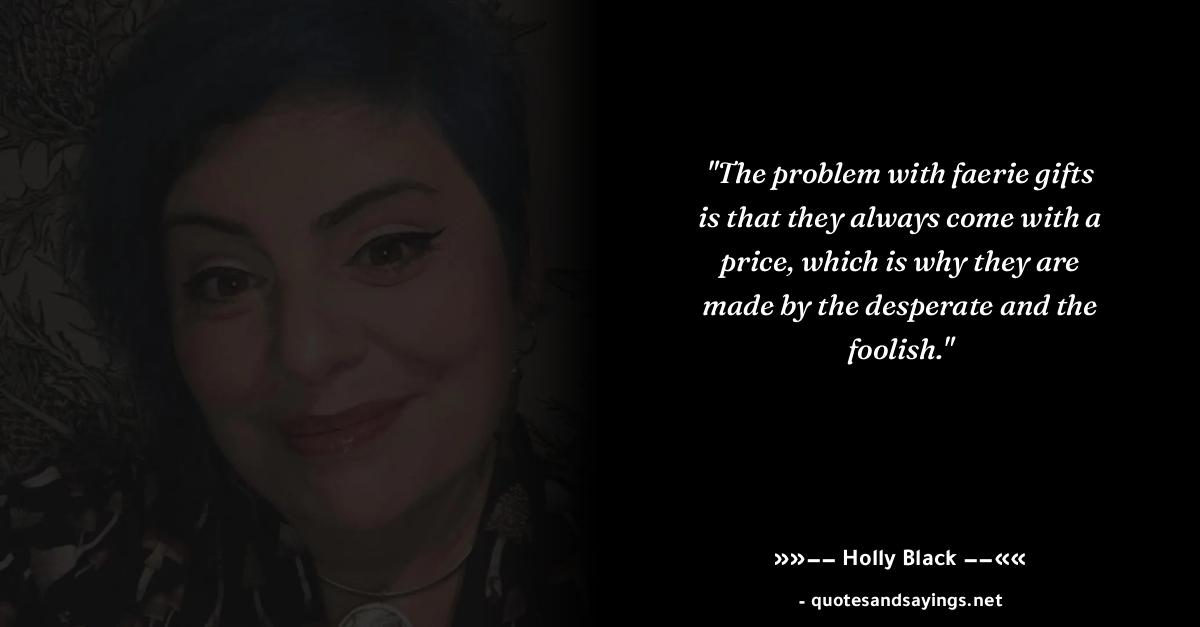 "The problem with faerie gifts
is that they always come with a
price, which is why they are
made by the desperate and the
foolish."
»»−− Holly Black −−««
- quotesandsayings.net